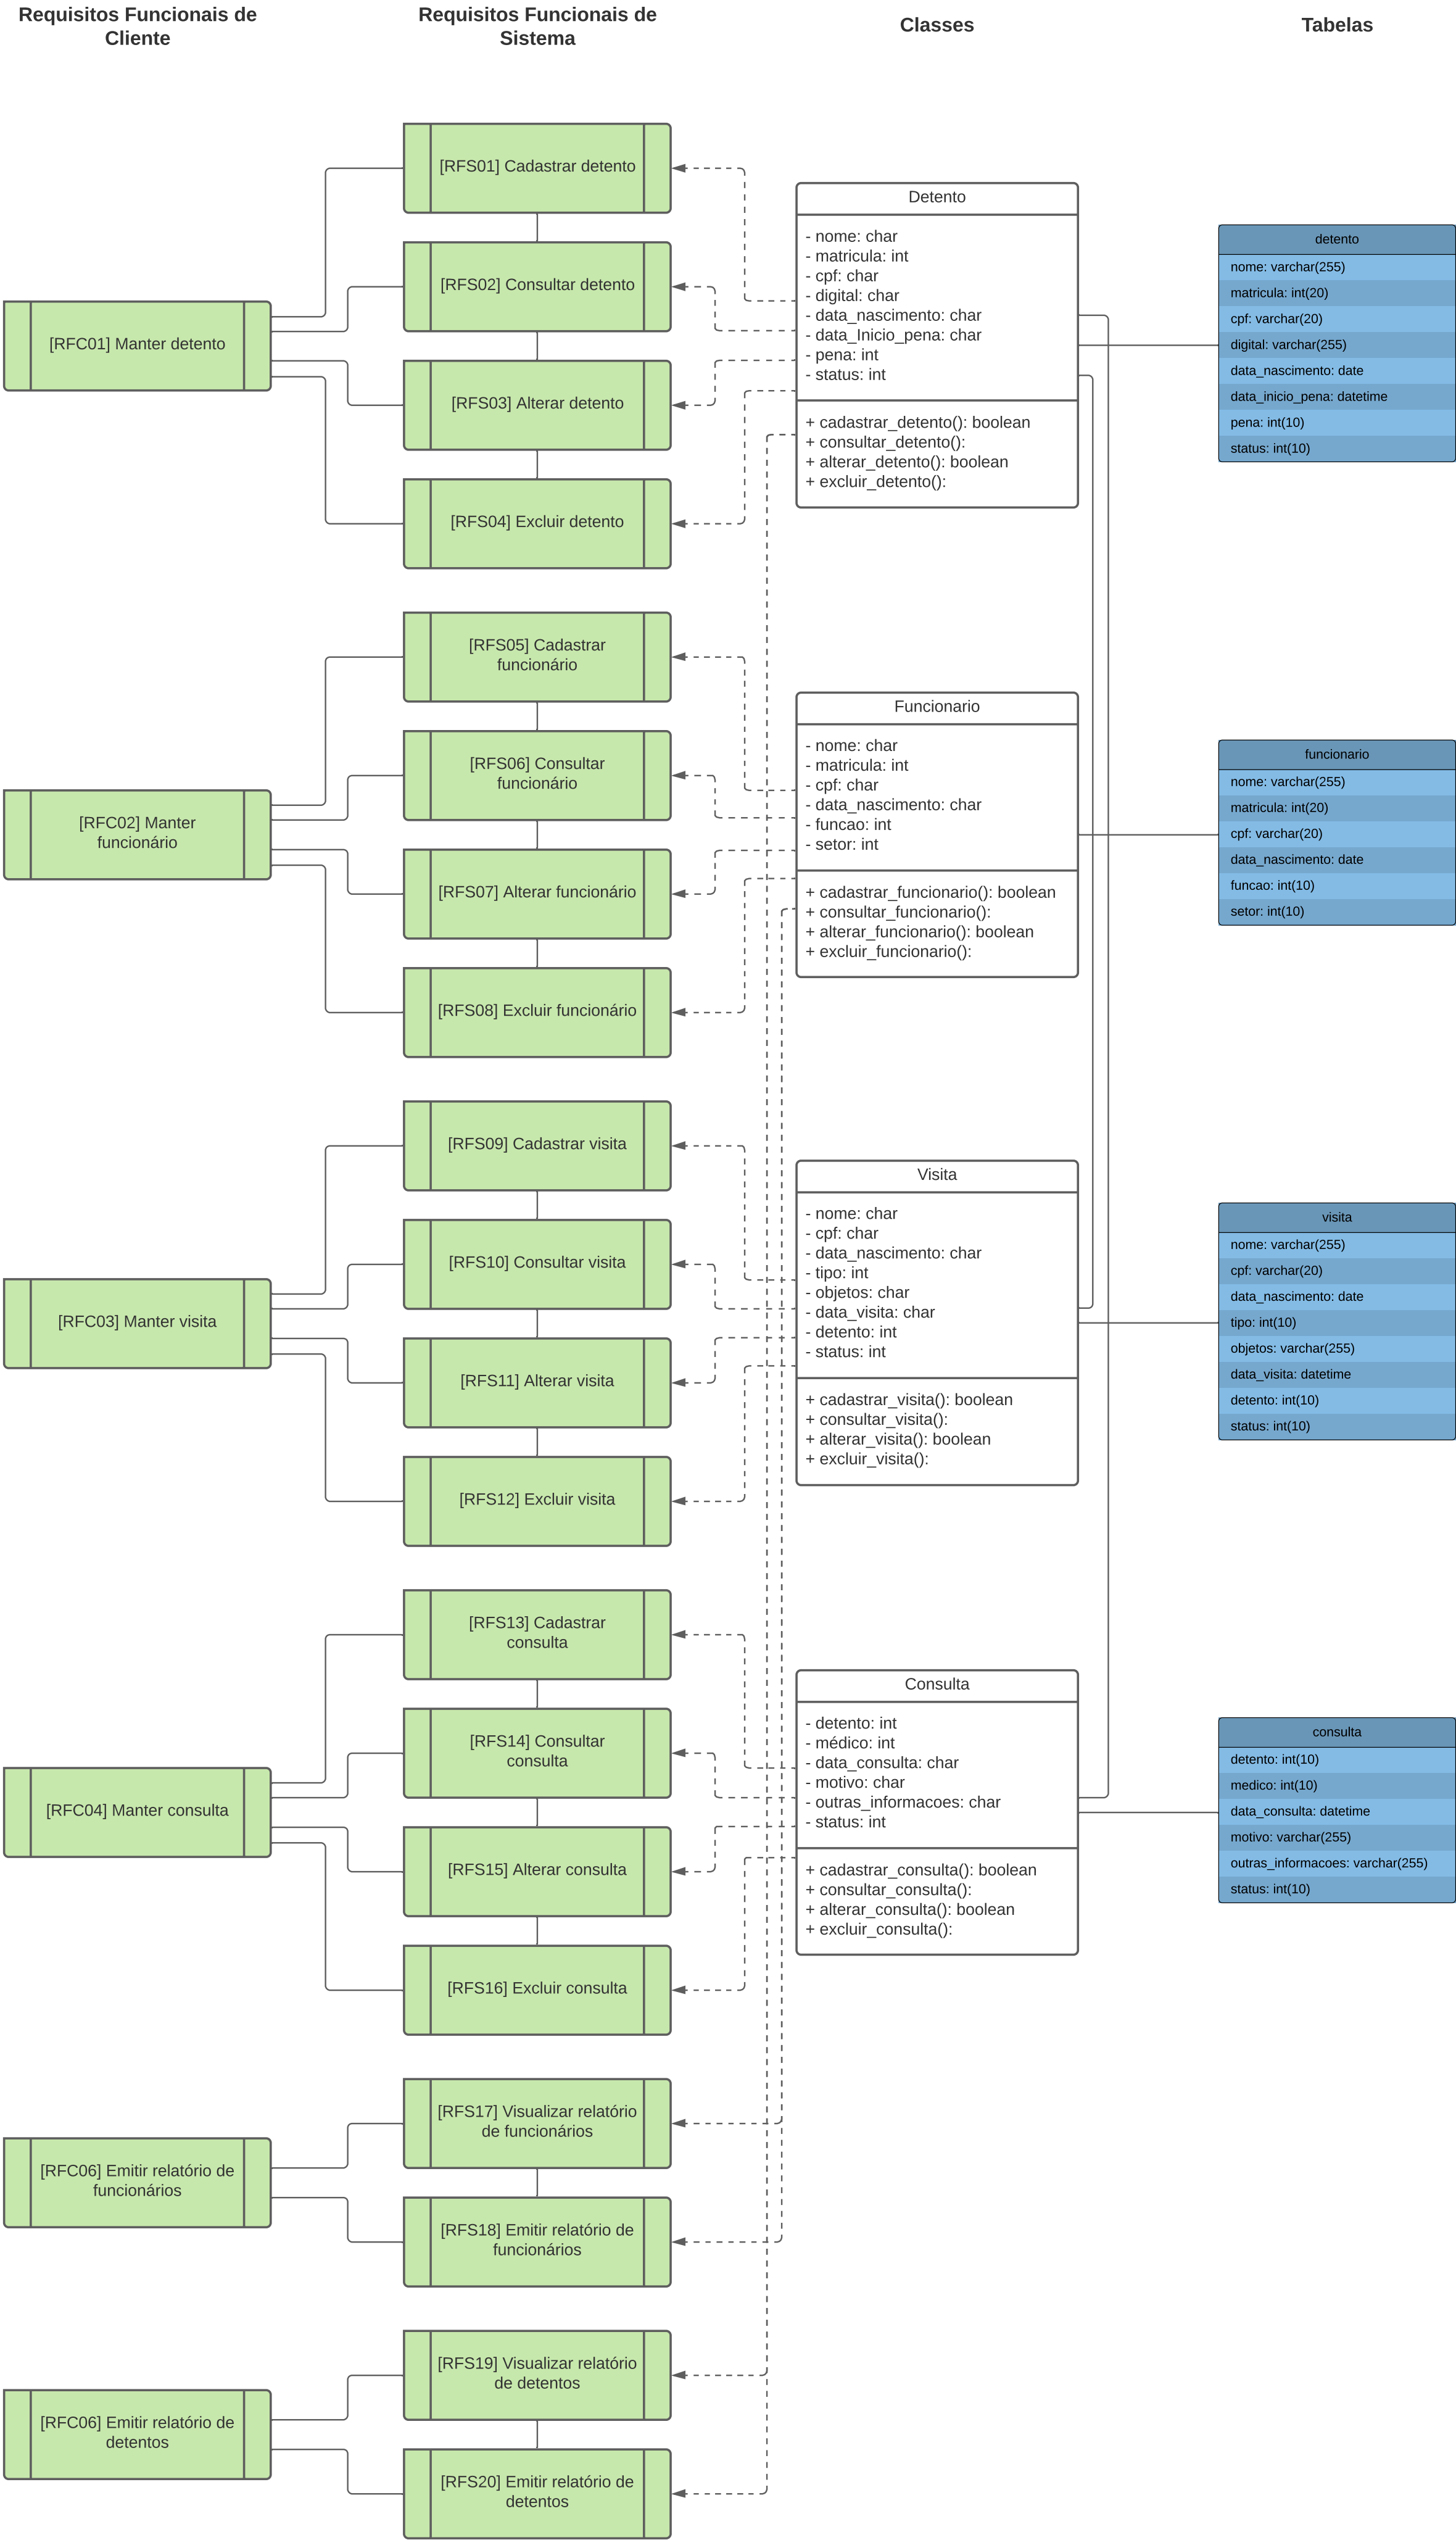 Requisitos Funcionais de
Cliente
Requisitos Funcionais de
Sistema
Classes
Tabelas
[RFC01] Manter detento
[RFS01] Cadastrar detento
[RFS02] Consultar detento
[RFS03] Alterar detento
[RFS04] Excluir detento
Detento
- nome: char
- matricula: int
- cpf: char
- digital: char
- data_nascimento: char
- data_Inicio_pena: char
- pena: int
- status: int
+ cadastrar_detento(): boolean
+ consultar_detento():
+ alterar_detento(): boolean
+ excluir_detento():
detento
nome: varchar(255)
matricula: int(20)
cpf: varchar(20)
digital: varchar(255)
data_nascimento: date
data_inicio_pena: datetime
pena: int(10)
status: int(10)
[RFC02] Manter
funcionário
[RFS05] Cadastrar
funcionário
[RFS06] Consultar
funcionário
[RFS07] Alterar funcionário
[RFS08] Excluir funcionário
Funcionario
- nome: char
- matricula: int
- cpf: char
- data_nascimento: char
- funcao: int
- setor: int
+ cadastrar_funcionario(): boolean
+ consultar_funcionario():
+ alterar_funcionario(): boolean
+ excluir_funcionario():
funcionario
nome: varchar(255)
matricula: int(20)
cpf: varchar(20)
data_nascimento: date
funcao: int(10)
setor: int(10)
[RFC03] Manter visita
[RFS09] Cadastrar visita
[RFS10] Consultar visita
[RFS11] Alterar visita
[RFS12] Excluir visita
Visita
- nome: char
- cpf: char
- data_nascimento: char
- tipo: int
- objetos: char
- data_visita: char
- detento: int
- status: int
+ cadastrar_visita(): boolean
+ consultar_visita():
+ alterar_visita(): boolean
+ excluir_visita():
visita
nome: varchar(255)
cpf: varchar(20)
data_nascimento: date
tipo: int(10)
objetos: varchar(255)
data_visita: datetime
detento: int(10)
status: int(10)
[RFC04] Manter consulta
[RFS13] Cadastrar
consulta
[RFS14] Consultar
consulta
[RFS15] Alterar consulta
[RFS16] Excluir consulta
Consulta
- detento: int
- médico: int
- data_consulta: char
- motivo: char
- outras_informacoes: char
- status: int
+ cadastrar_consulta(): boolean
+ consultar_consulta():
+ alterar_consulta(): boolean
+ excluir_consulta():
consulta
detento: int(10)
medico: int(10)
data_consulta: datetime
motivo: varchar(255)
outras_informacoes: varchar(255)
status: int(10)
[RFC06] Emitir relatório de
funcionários
[RFS17] Visualizar relatório
de funcionários
[RFS18] Emitir relatório de
funcionários
[RFC06] Emitir relatório de
detentos
[RFS19] Visualizar relatório
de detentos
[RFS20] Emitir relatório de
detentos